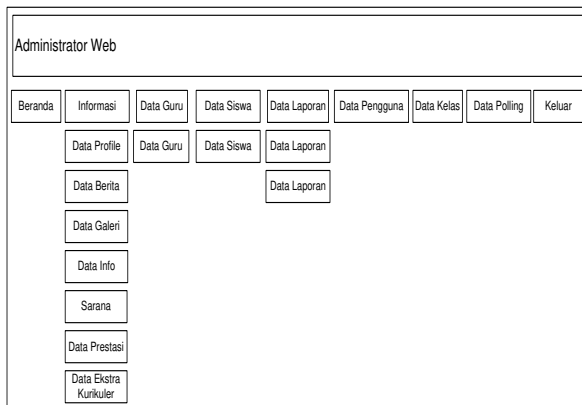 Administrator Web
Beranda Informasi Data Guru Data Siswa Data Laporan Data Pengguna Data Kelas Data Polling Keluar
Data Profile Data Guru Data Siswa Data Laporan
Data Berita Data Laporan
Data Galeri
Data Info
Sarana
Data Prestasi
Data Ekstra
Kurikuler